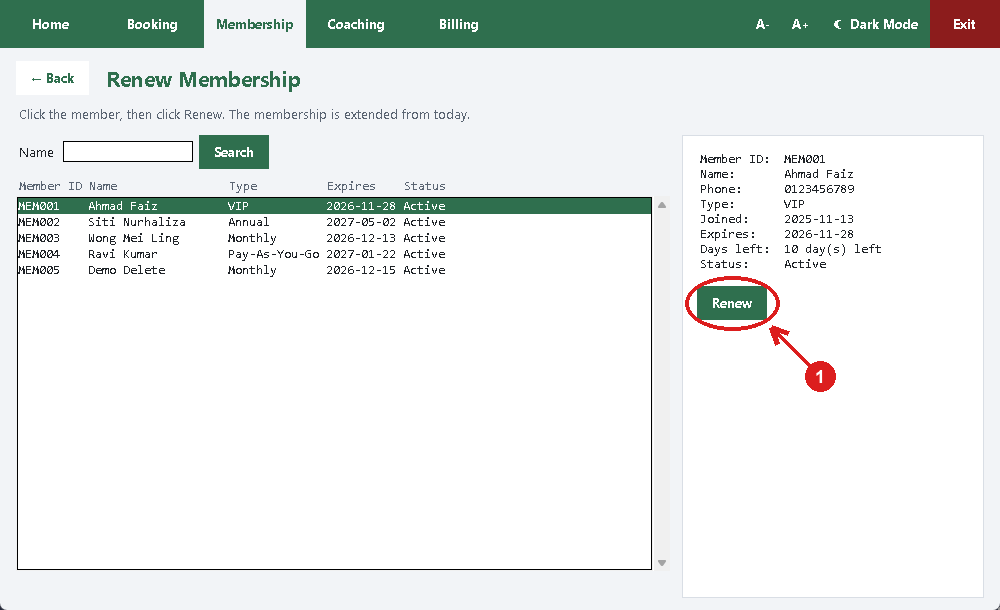 Home Booking Membership Coaching Billing A- A+ ☾ Dark Mode Exit
← Back Renew Membership
Click the member, then click Renew. The membership is extended from today.
Name Search
Member ID Name Type Expires Status
MEM001 Ahmad Faiz VIP 2026-11-28 Active
MEM002 Siti Nurhaliza Annual 2027-05-02 Active
MEM003 Wong Mei Ling Monthly 2026-12-13 Active
MEM004 Ravi Kumar Pay-As-You-Go 2027-01-22 Active
MEM005 Demo Delete Monthly 2026-12-15 Active
Member ID: MEM001
Name: Ahmad Faiz
Phone: 0123456789
Type: VIP
Joined: 2025-11-13
Expires: 2026-11-28
Days left: 10 day(s) left
Status: Active
Renew
1